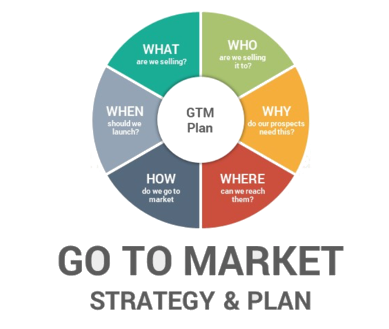 WHAT
are we selling?
WHO
are we selling
it to?
WHEN
should we
launch?
GTM
Plan
WHY
do our prospects
need this?
HOW
do we go to
market
WHERE
can we reach
them?
GO TO MARKET
STRATEGY & PLAN